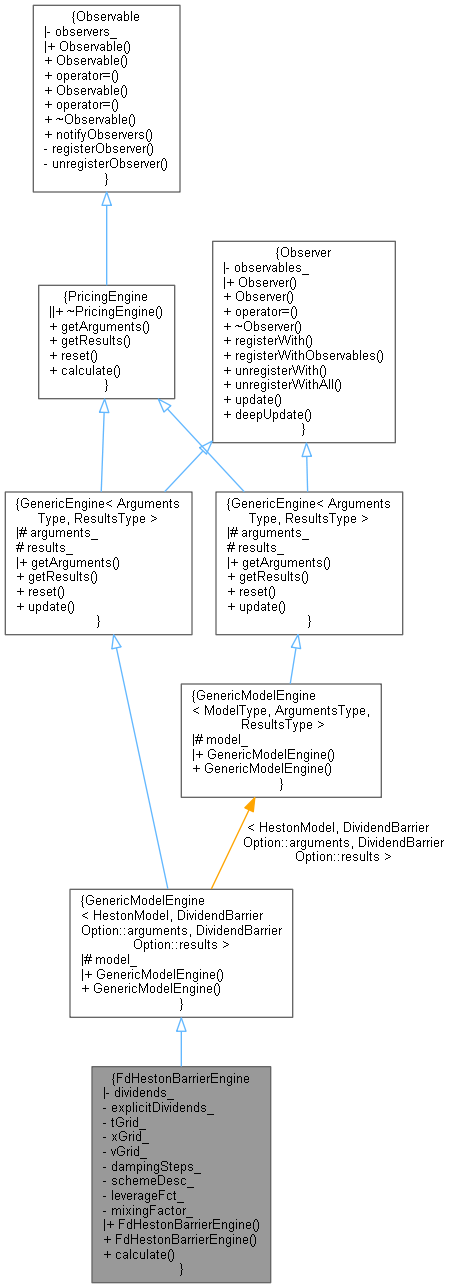 {Observable
|- observers_
|+ Observable()
+ Observable()
+ operator=()
+ Observable()
+ operator=()
+ ~Observable()
+ notifyObservers()
- registerObserver()
- unregisterObserver()
}
{Observer
|- observables_
|+ Observer()
+ Observer()
+ operator=()
+ ~Observer()
+ registerWith()
+ registerWithObservables()
+ unregisterWith()
+ unregisterWithAll()
+ update()
+ deepUpdate()
}
{PricingEngine
||+ ~PricingEngine()
+ getArguments()
+ getResults()
+ reset()
+ calculate()
}
{GenericEngine< Arguments
Type, ResultsType >
|# arguments_
# results_
|+ getArguments()
+ getResults()
+ reset()
+ update()
}
{GenericEngine< Arguments
Type, ResultsType >
|# arguments_
# results_
|+ getArguments()
+ getResults()
+ reset()
+ update()
}
{GenericModelEngine
< ModelType, ArgumentsType,
ResultsType >
|# model_
|+ GenericModelEngine()
+ GenericModelEngine()
}
< HestonModel, DividendBarrier
Option::arguments, DividendBarrier
Option::results >
{GenericModelEngine
< HestonModel, DividendBarrier
Option::arguments, DividendBarrier
Option::results >
|# model_
|+ GenericModelEngine()
+ GenericModelEngine()
}
{FdHestonBarrierEngine
|- dividends_
- explicitDividends_
- tGrid_
- xGrid_
- vGrid_
- dampingSteps_
- schemeDesc_
- leverageFct_
- mixingFactor_
|+ FdHestonBarrierEngine()
+ FdHestonBarrierEngine()
+ calculate()
}